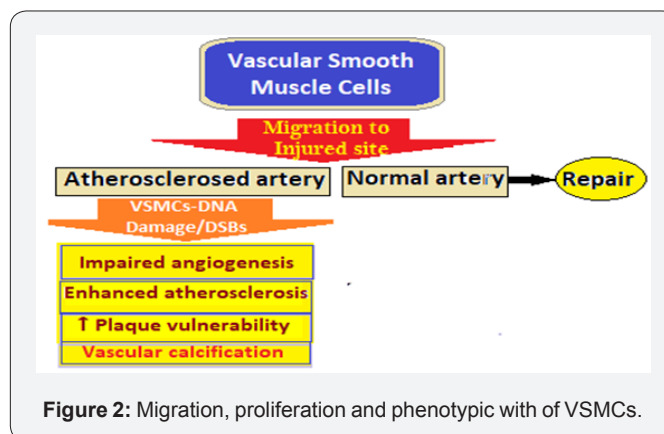 Vascular Smooth
Muscle Cells
Migration to
Injured site
Atherosclerosed artery
Normal artery
Repair
VSMCs-DNA
Damage/DSBs
Impaired angiogenesis
Enhanced atherosclerosis
↑ Plaque vulnerability
Vascular calcification
Figure 2: Migration, proliferation and phenotypic with of VSMCs.